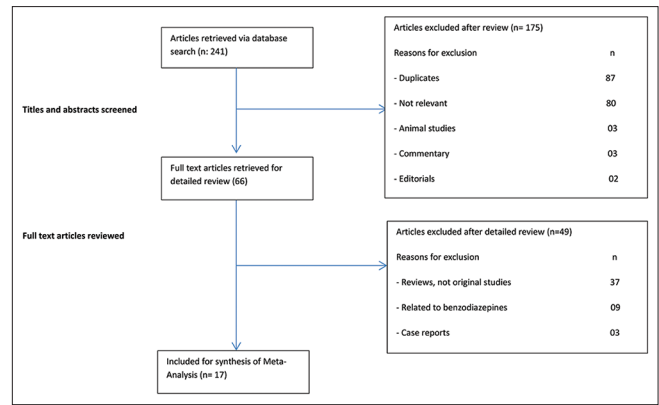 Articles retrieved via database
search (n: 241)
Articles excluded after review (n= 175)
Reasons for exclusion n
- Duplicates 87
- Not relevant 80
- Animal studies 03
- Commentary 03
- Editorials 02
Titles and abstracts screened
Full text articles retrieved for
detailed review (66)
Full text articles reviewed
Articles excluded after detailed review (n=49)
Reasons for exclusion n
- Reviews, not original studies 37
- Related to benzodiazepines 09
- Case reports 03
Included for synthesis of Meta-
Analysis (n= 17)